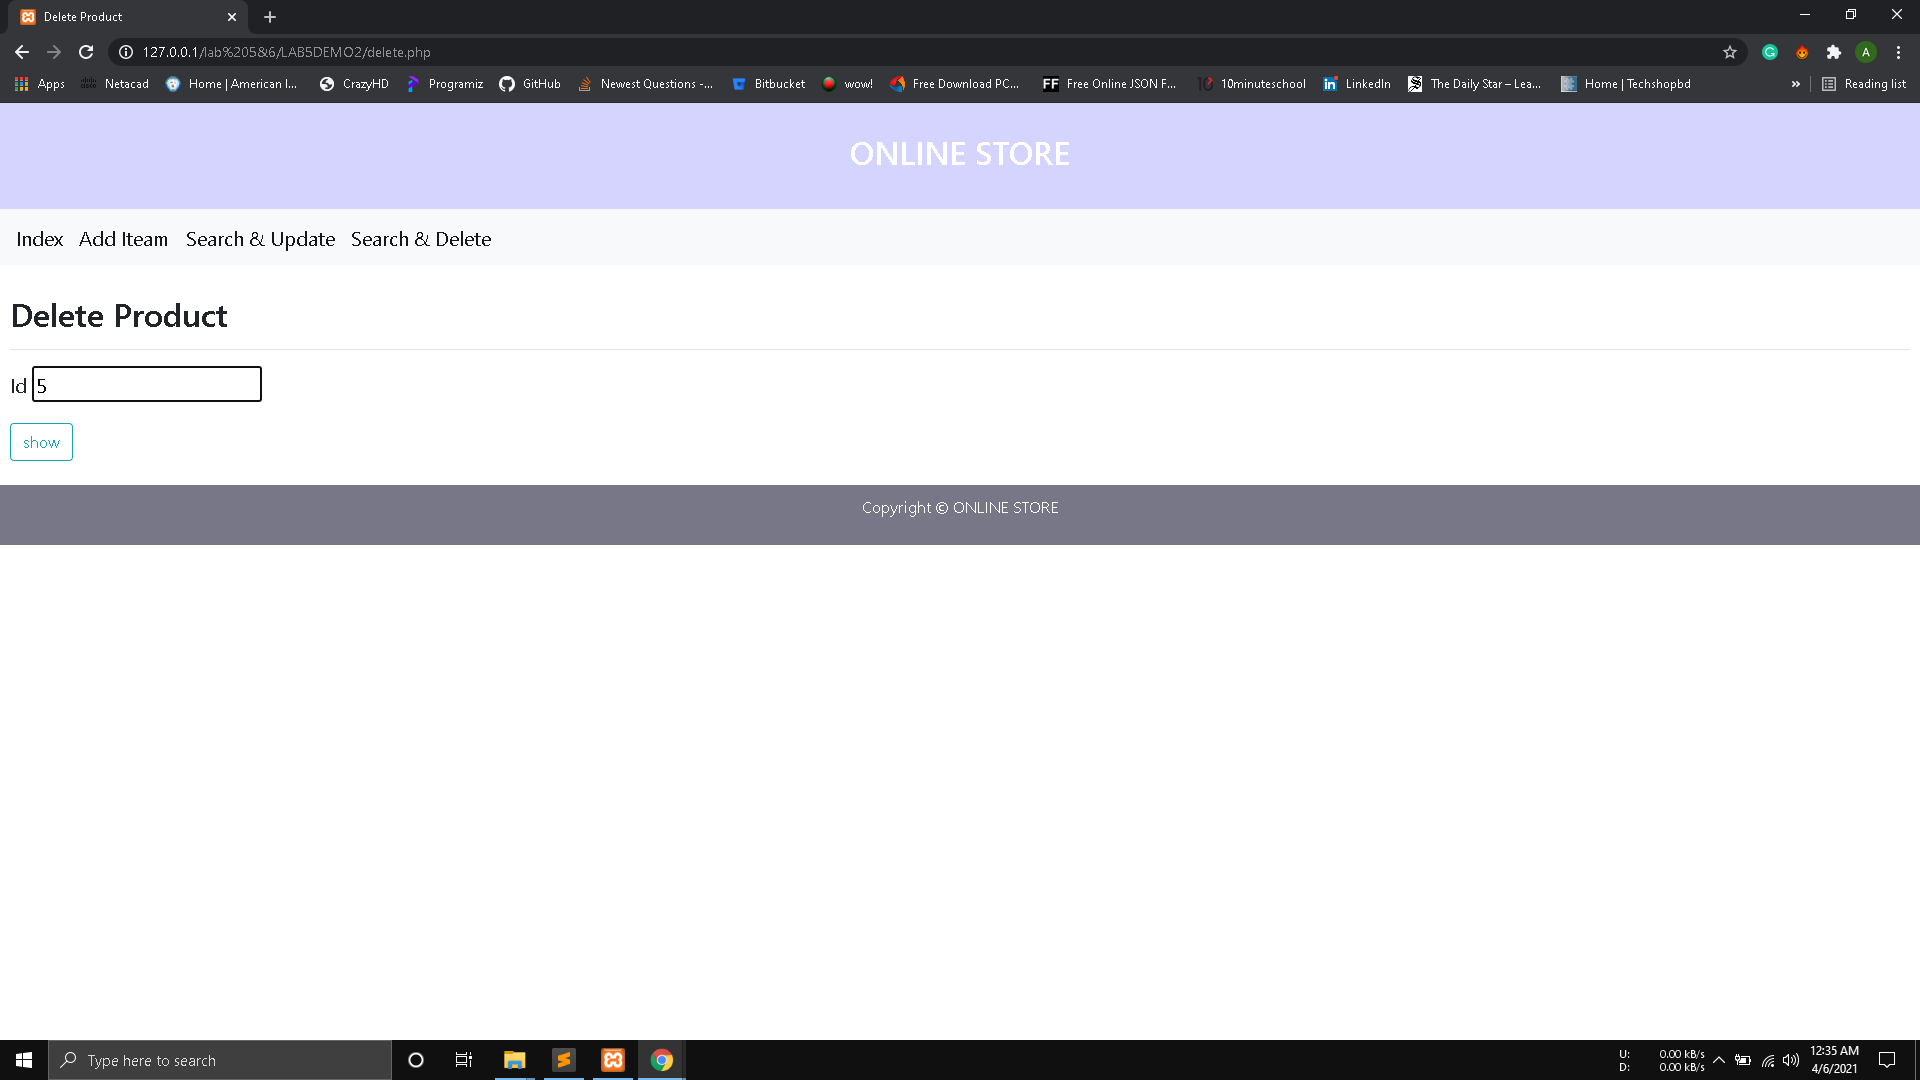 Delete Product
127.0.0.1/lab%205&6/LAB5DEMO2/delete.php
Apps Netacad Home | American I... CrazyHD Programiz GitHub Newest Questions -... Bitbucket wow! Free Download PC... FF Free Online JSON F... 10 10minuteschool in LinkedIn The Daily Star – Lea... Home | Techshopbd » Reading list
A
ONLINE STORE
Index Add Iteam Search & Update Search & Delete
Delete Product
Id 5
show
Copyright © ONLINE STORE
Type here to search
U: 0.00 kB/s
D: 0.00 kB/s
12:35 AM
4/6/2021